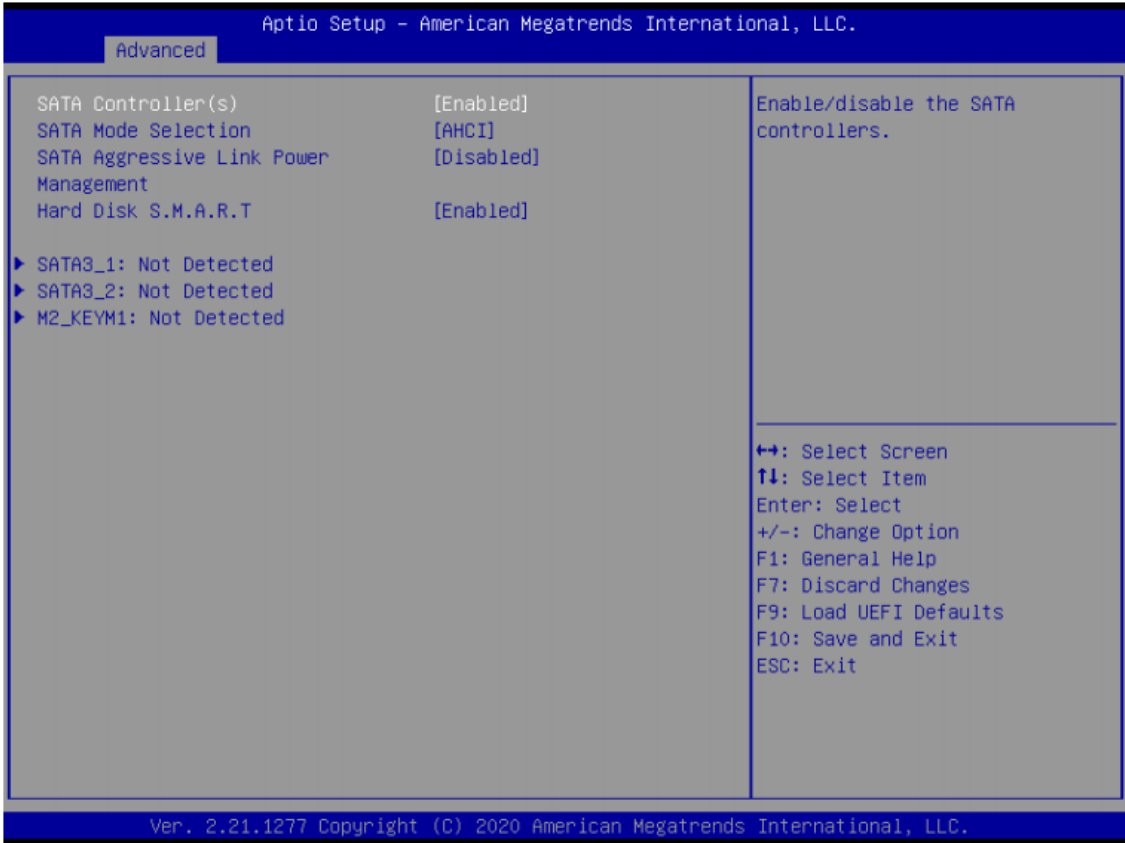 Aptio Setup – American Megatrends International, LLC.
Advanced
SATA Controller(s) [Enabled]
SATA Mode Selection [AHCI]
SATA Aggressive Link Power [Disabled]
Management
Hard Disk S.M.A.R.T [Enabled]
▶ SATA3_1: Not Detected
▶ SATA3_2: Not Detected
▶ M2_KEYM1: Not Detected
Enable/disable the SATA
controllers.
↔: Select Screen
↑↓: Select Item
Enter: Select
+/-: Change Option
F1: General Help
F7: Discard Changes
F9: Load UEFI Defaults
F10: Save and Exit
ESC: Exit
Ver. 2.21.1277 Copyright (C) 2020 American Megatrends International, LLC.